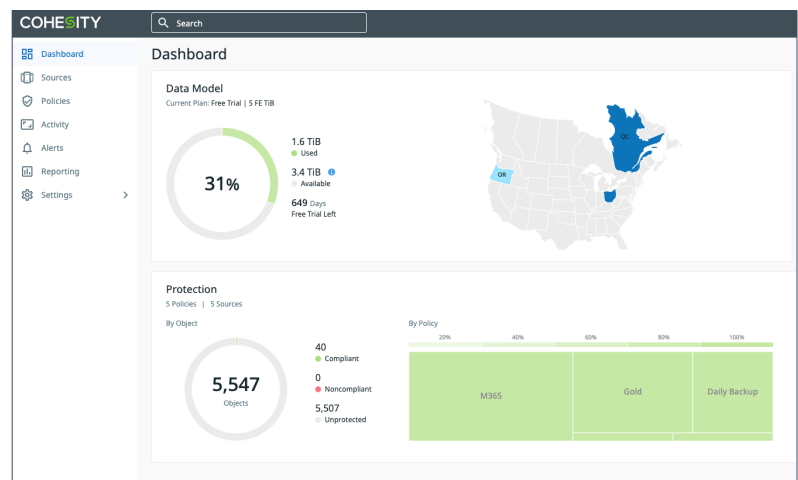 COHESITY
Search
Dashboard
Sources
Policies
Activity
Alerts
Reporting
Settings
Dashboard
Data Model
Current Plan: Free Trial | 5 FE TiB
31%
1.6 TiB
Used
3.4 TiB
Available
649 Days
Free Trial Left
QC
OR
Protection
5 Policies | 5 Sources
By Object
5,547
Objects
40
Compliant
0
Noncompliant
5,507
Unprotected
By Policy
20% 40% 60% 80% 100%
M365
Gold
Daily Backup